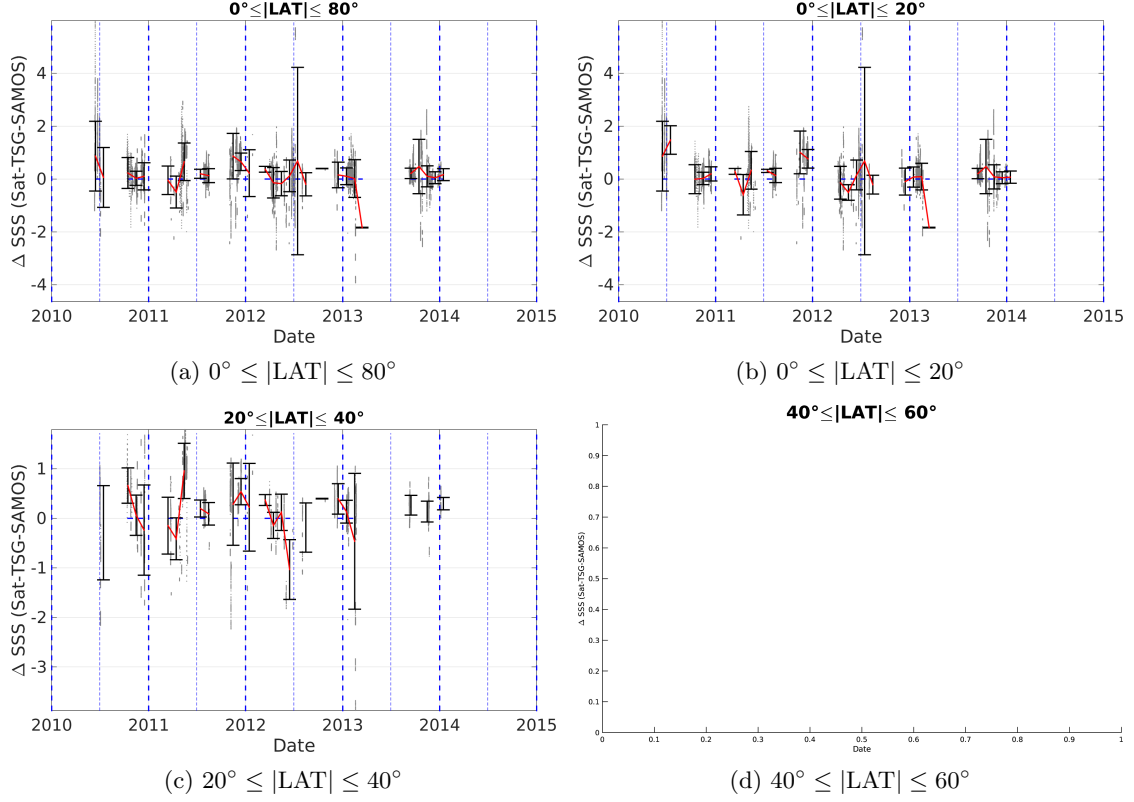 0°≤|LAT|≤ 80°
Δ SSS (Sat-TSG-SAMOS)
4
2
0
-2
-4
2010 2011 2012 2013 2014 2015
Date
(a) 0° ≤ |LAT| ≤ 80°
0°≤|LAT|≤ 20°
Δ SSS (Sat-TSG-SAMOS)
4
2
0
-2
-4
2010 2011 2012 2013 2014 2015
Date
(b) 0° ≤ |LAT| ≤ 20°
20°≤|LAT|≤ 40°
Δ SSS (Sat-TSG-SAMOS)
1
0
-1
-2
-3
2010 2011 2012 2013 2014 2015
Date
(c) 20° ≤ |LAT| ≤ 40°
40°≤|LAT|≤ 60°
Δ SSS (Sat-TSG-SAMOS)
1
0.9
0.8
0.7
0.6
0.5
0.4
0.3
0.2
0.1
0
0 0.1 0.2 0.3 0.4 0.5 0.6 0.7 0.8 0.9 1
Date
(d) 40° ≤ |LAT| ≤ 60°